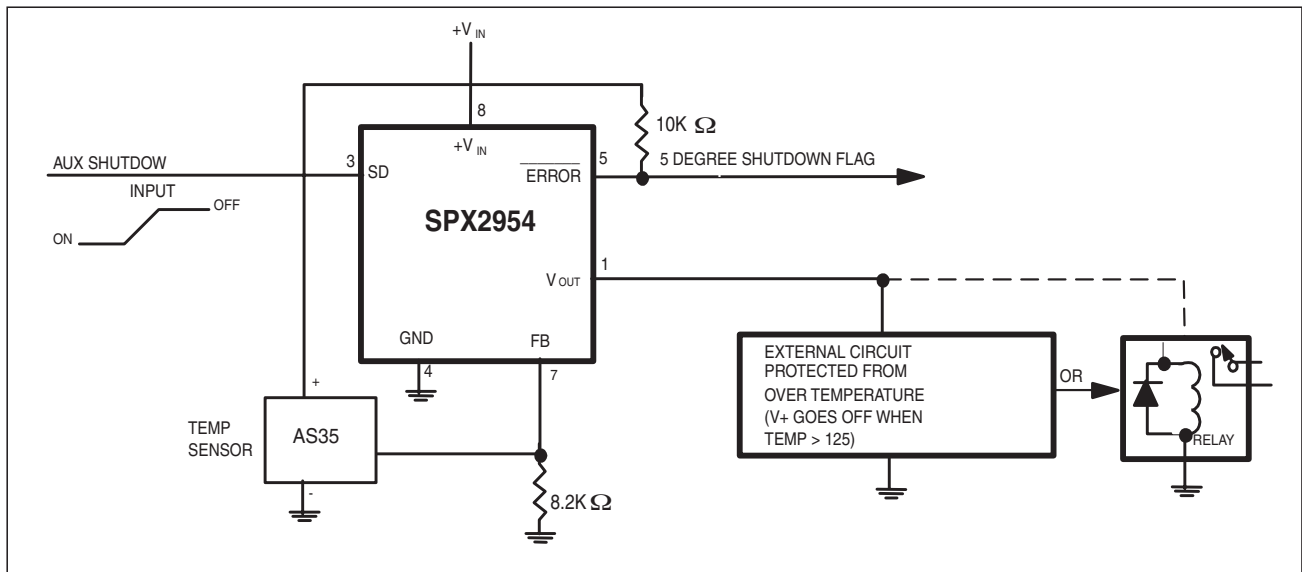 +V IN
8
10K Ω
+V IN
AUX SHUTDOW
3
SD
ERROR
5
5 DEGREE SHUTDOWN FLAG
INPUT
ON
OFF
SPX2954
V OUT
1
GND
FB
4
7
+
TEMP
SENSOR
AS35
-
8.2K Ω
EXTERNAL CIRCUIT
PROTECTED FROM
OVER TEMPERATURE
(V+ GOES OFF WHEN
TEMP > 125)
OR
RELAY